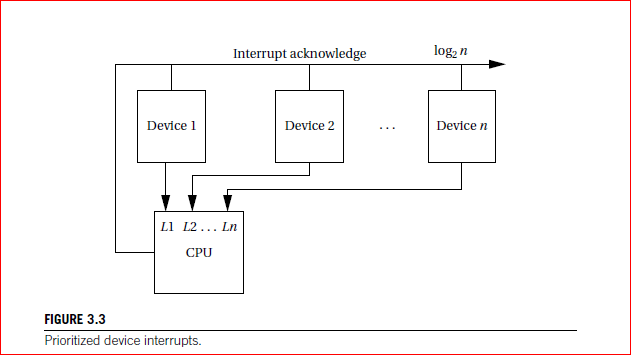 Interrupt acknowledge log₂ n
Device 1 Device 2 ... Device n
L1 L2 ... Ln
CPU
FIGURE 3.3
Prioritized device interrupts.